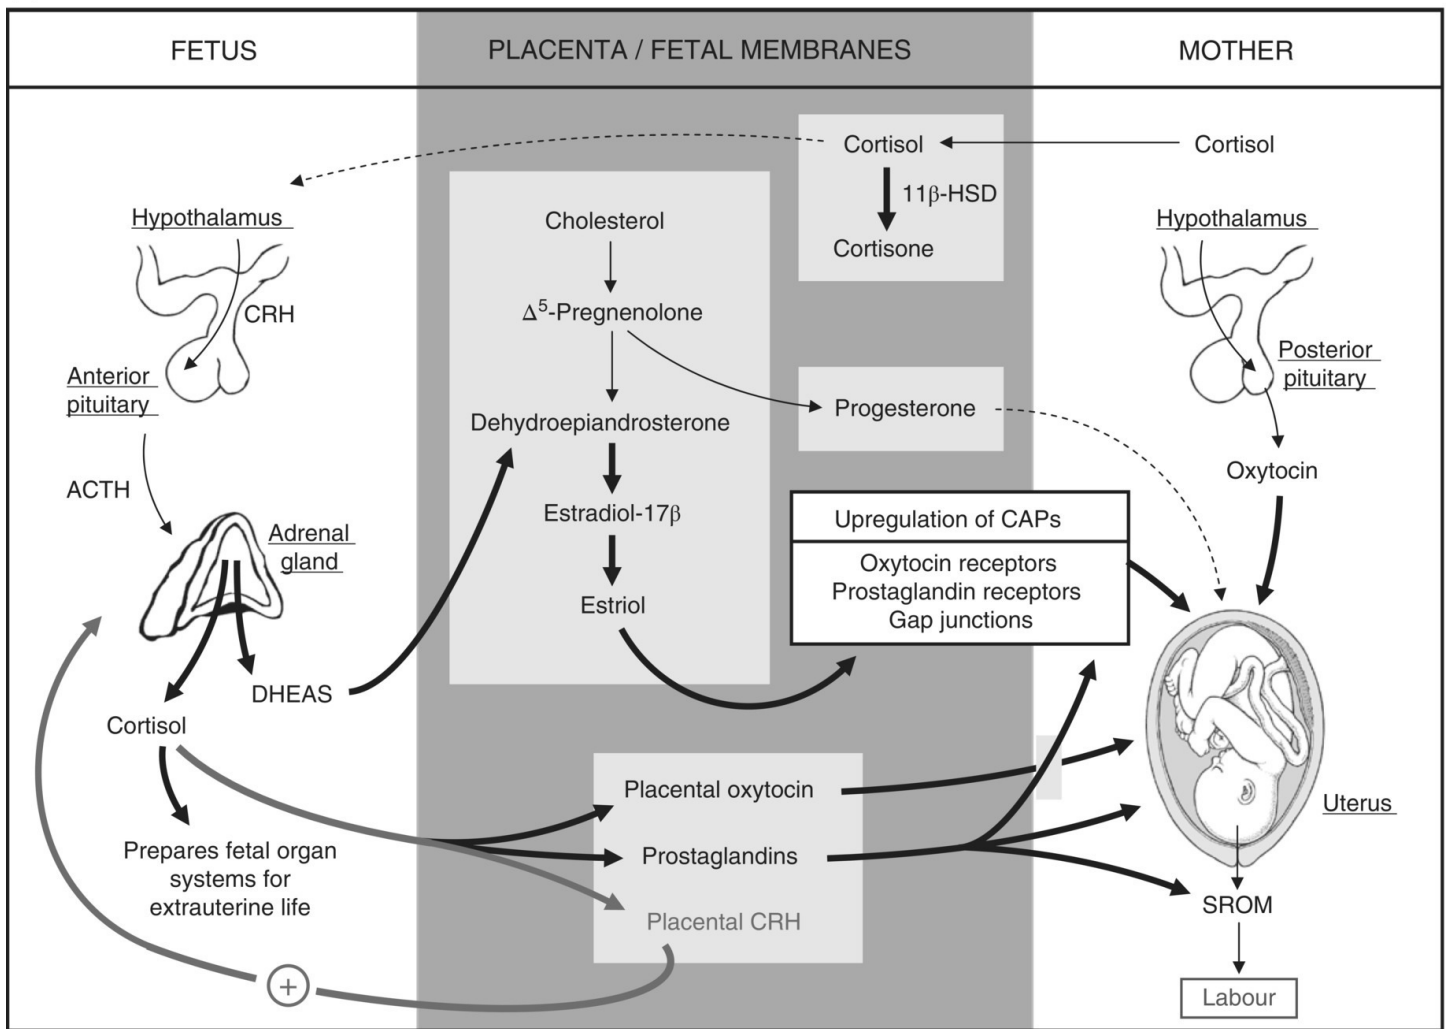 FETUS
PLACENTA / FETAL MEMBRANES
MOTHER
Hypothalamus
CRH
Anterior
pituitary
ACTH
Adrenal
gland
DHEAS
Cortisol
Prepares fetal organ
systems for
extrauterine life
+
Cholesterol
Δ⁵-Pregnenolone
Dehydroepiandrosterone
Estradiol-17β
Estriol
Cortisol
11β-HSD
Cortisone
Progesterone
Upregulation of CAPs
Oxytocin receptors
Prostaglandin receptors
Gap junctions
Placental oxytocin
Prostaglandins
Placental CRH
Cortisol
Hypothalamus
Posterior
pituitary
Oxytocin
Uterus
SROM
Labour